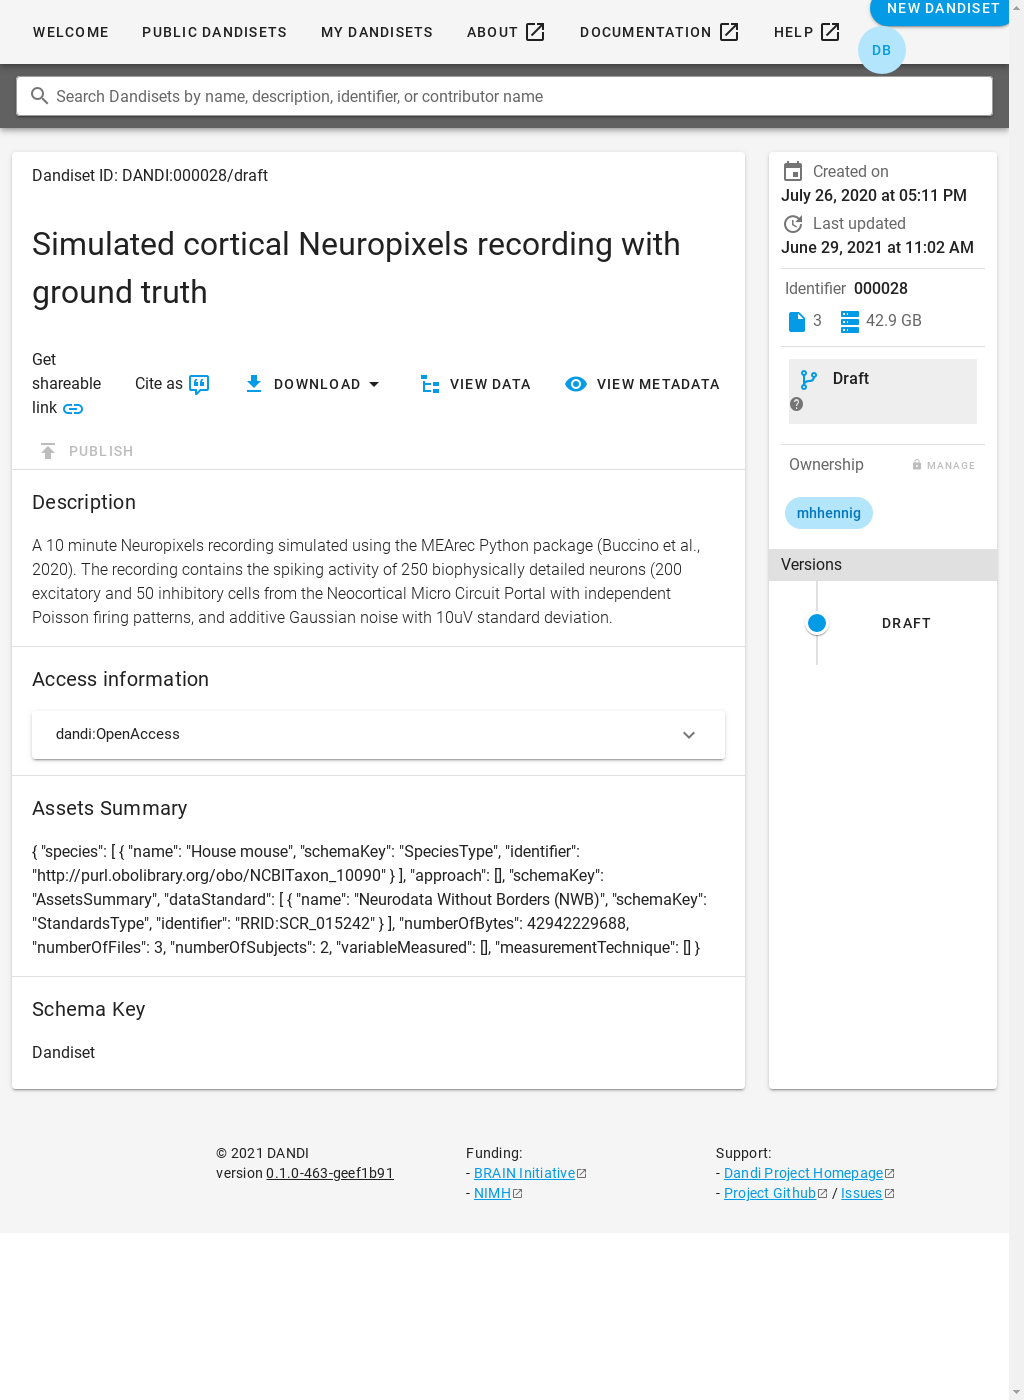 WELCOME PUBLIC DANDISETS MY DANDISETS ABOUT DOCUMENTATION HELP NEW DANDISET
DB
Search Dandisets by name, description, identifier, or contributor name
Dandiset ID: DANDI:000028/draft
Simulated cortical Neuropixels recording with
ground truth
Get
shareable
link
Cite as
DOWNLOAD
VIEW DATA
VIEW METADATA
PUBLISH
Description
A 10 minute Neuropixels recording simulated using the MEArec Python package (Buccino et al.,
2020). The recording contains the spiking activity of 250 biophysically detailed neurons (200
excitatory and 50 inhibitory cells from the Neocortical Micro Circuit Portal with independent
Poisson firing patterns, and additive Gaussian noise with 10uV standard deviation.
Access information
dandi:OpenAccess
Assets Summary
{ "species": [ { "name": "House mouse", "schemaKey": "SpeciesType", "identifier":
"http://purl.obolibrary.org/obo/NCBITaxon_10090" } ], "approach": [], "schemaKey":
"AssetsSummary", "dataStandard": [ { "name": "Neurodata Without Borders (NWB)", "schemaKey":
"StandardsType", "identifier": "RRID:SCR_015242" } ], "numberOfBytes": 42942229688,
"numberOfFiles": 3, "numberOfSubjects": 2, "variableMeasured": [], "measurementTechnique": [] }
Schema Key
Dandiset
Created on
July 26, 2020 at 05:11 PM
Last updated
June 29, 2021 at 11:02 AM
Identifier 000028
3 42.9 GB
Draft
Ownership MANAGE
mhhennig
Versions
DRAFT
© 2021 DANDI
version 0.1.0-463-geef1b91
Funding:
- BRAIN Initiative
- NIMH
Support:
- Dandi Project Homepage
- Project Github / Issues